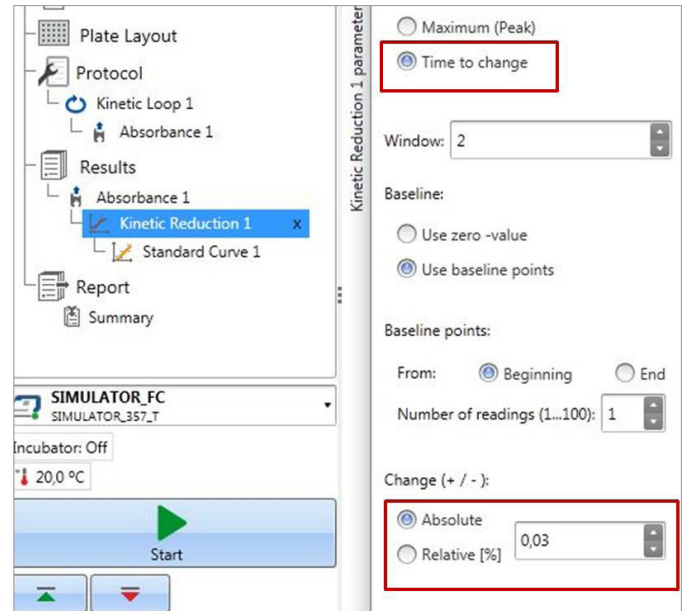 Plate Layout
Protocol
Kinetic Loop 1
Absorbance 1
Results
Absorbance 1
Kinetic Reduction 1 x
Standard Curve 1
Report
Summary
SIMULATOR_FC
SIMULATOR_357_T
Incubator: Off
20,0 ºC
Start
Kinetic Reduction 1 parameter
Maximum (Peak)
Time to change
Window: 2
Baseline:
Use zero -value
Use baseline points
Baseline points:
From: Beginning End
Number of readings (1...100): 1
Change (+ / - ):
Absolute
0,03
Relative [%]